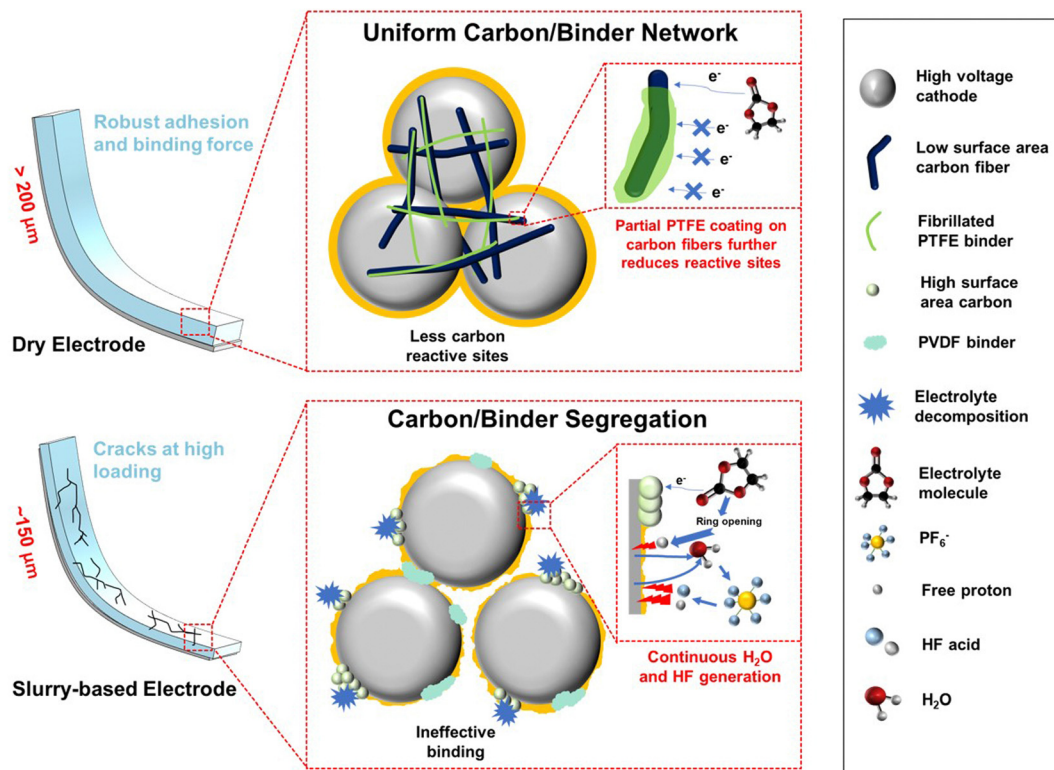 Uniform Carbon/Binder Network
Robust adhesion
and binding force
> 200 μm
e-
e-
e-
e-
Partial PTFE coating on
carbon fibers further
reduces reactive sites
Less carbon
reactive sites
Dry Electrode
Carbon/Binder Segregation
Cracks at high
loading
~150 μm
e-
Ring opening
Continuous H2O
and HF generation
Ineffective
binding
Slurry-based Electrode
High voltage
cathode
Low surface area
carbon fiber
Fibrillated
PTFE binder
High surface
area carbon
PVDF binder
Electrolyte
decomposition
Electrolyte
molecule
PF6-
Free proton
HF acid
H2O